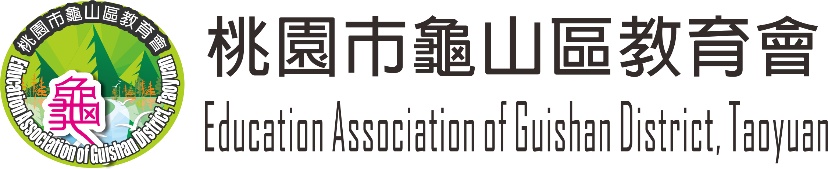 桃園市龜山區教育會
龜
Education Association of Guishan District, Taoyuan
桃園市龜山區教育會
Education Association of Guishan District, Taoyuan